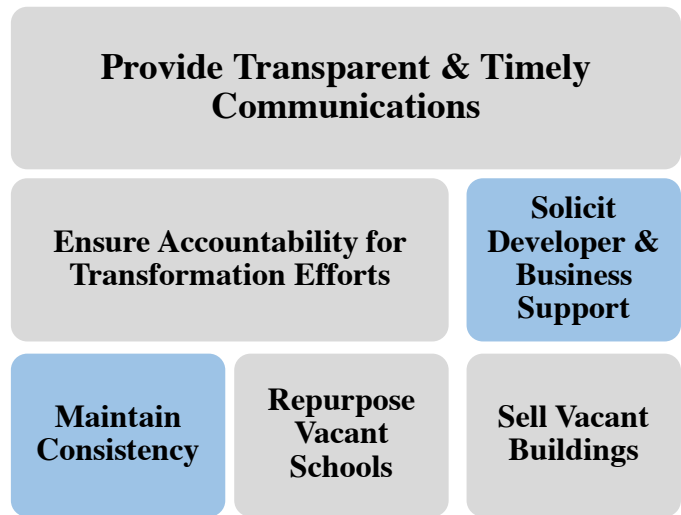 Provide Transparent & Timely
Communications
Ensure Accountability for
Transformation Efforts
Solicit
Developer &
Business
Support
Maintain
Consistency
Repurpose
Vacant
Schools
Sell Vacant
Buildings